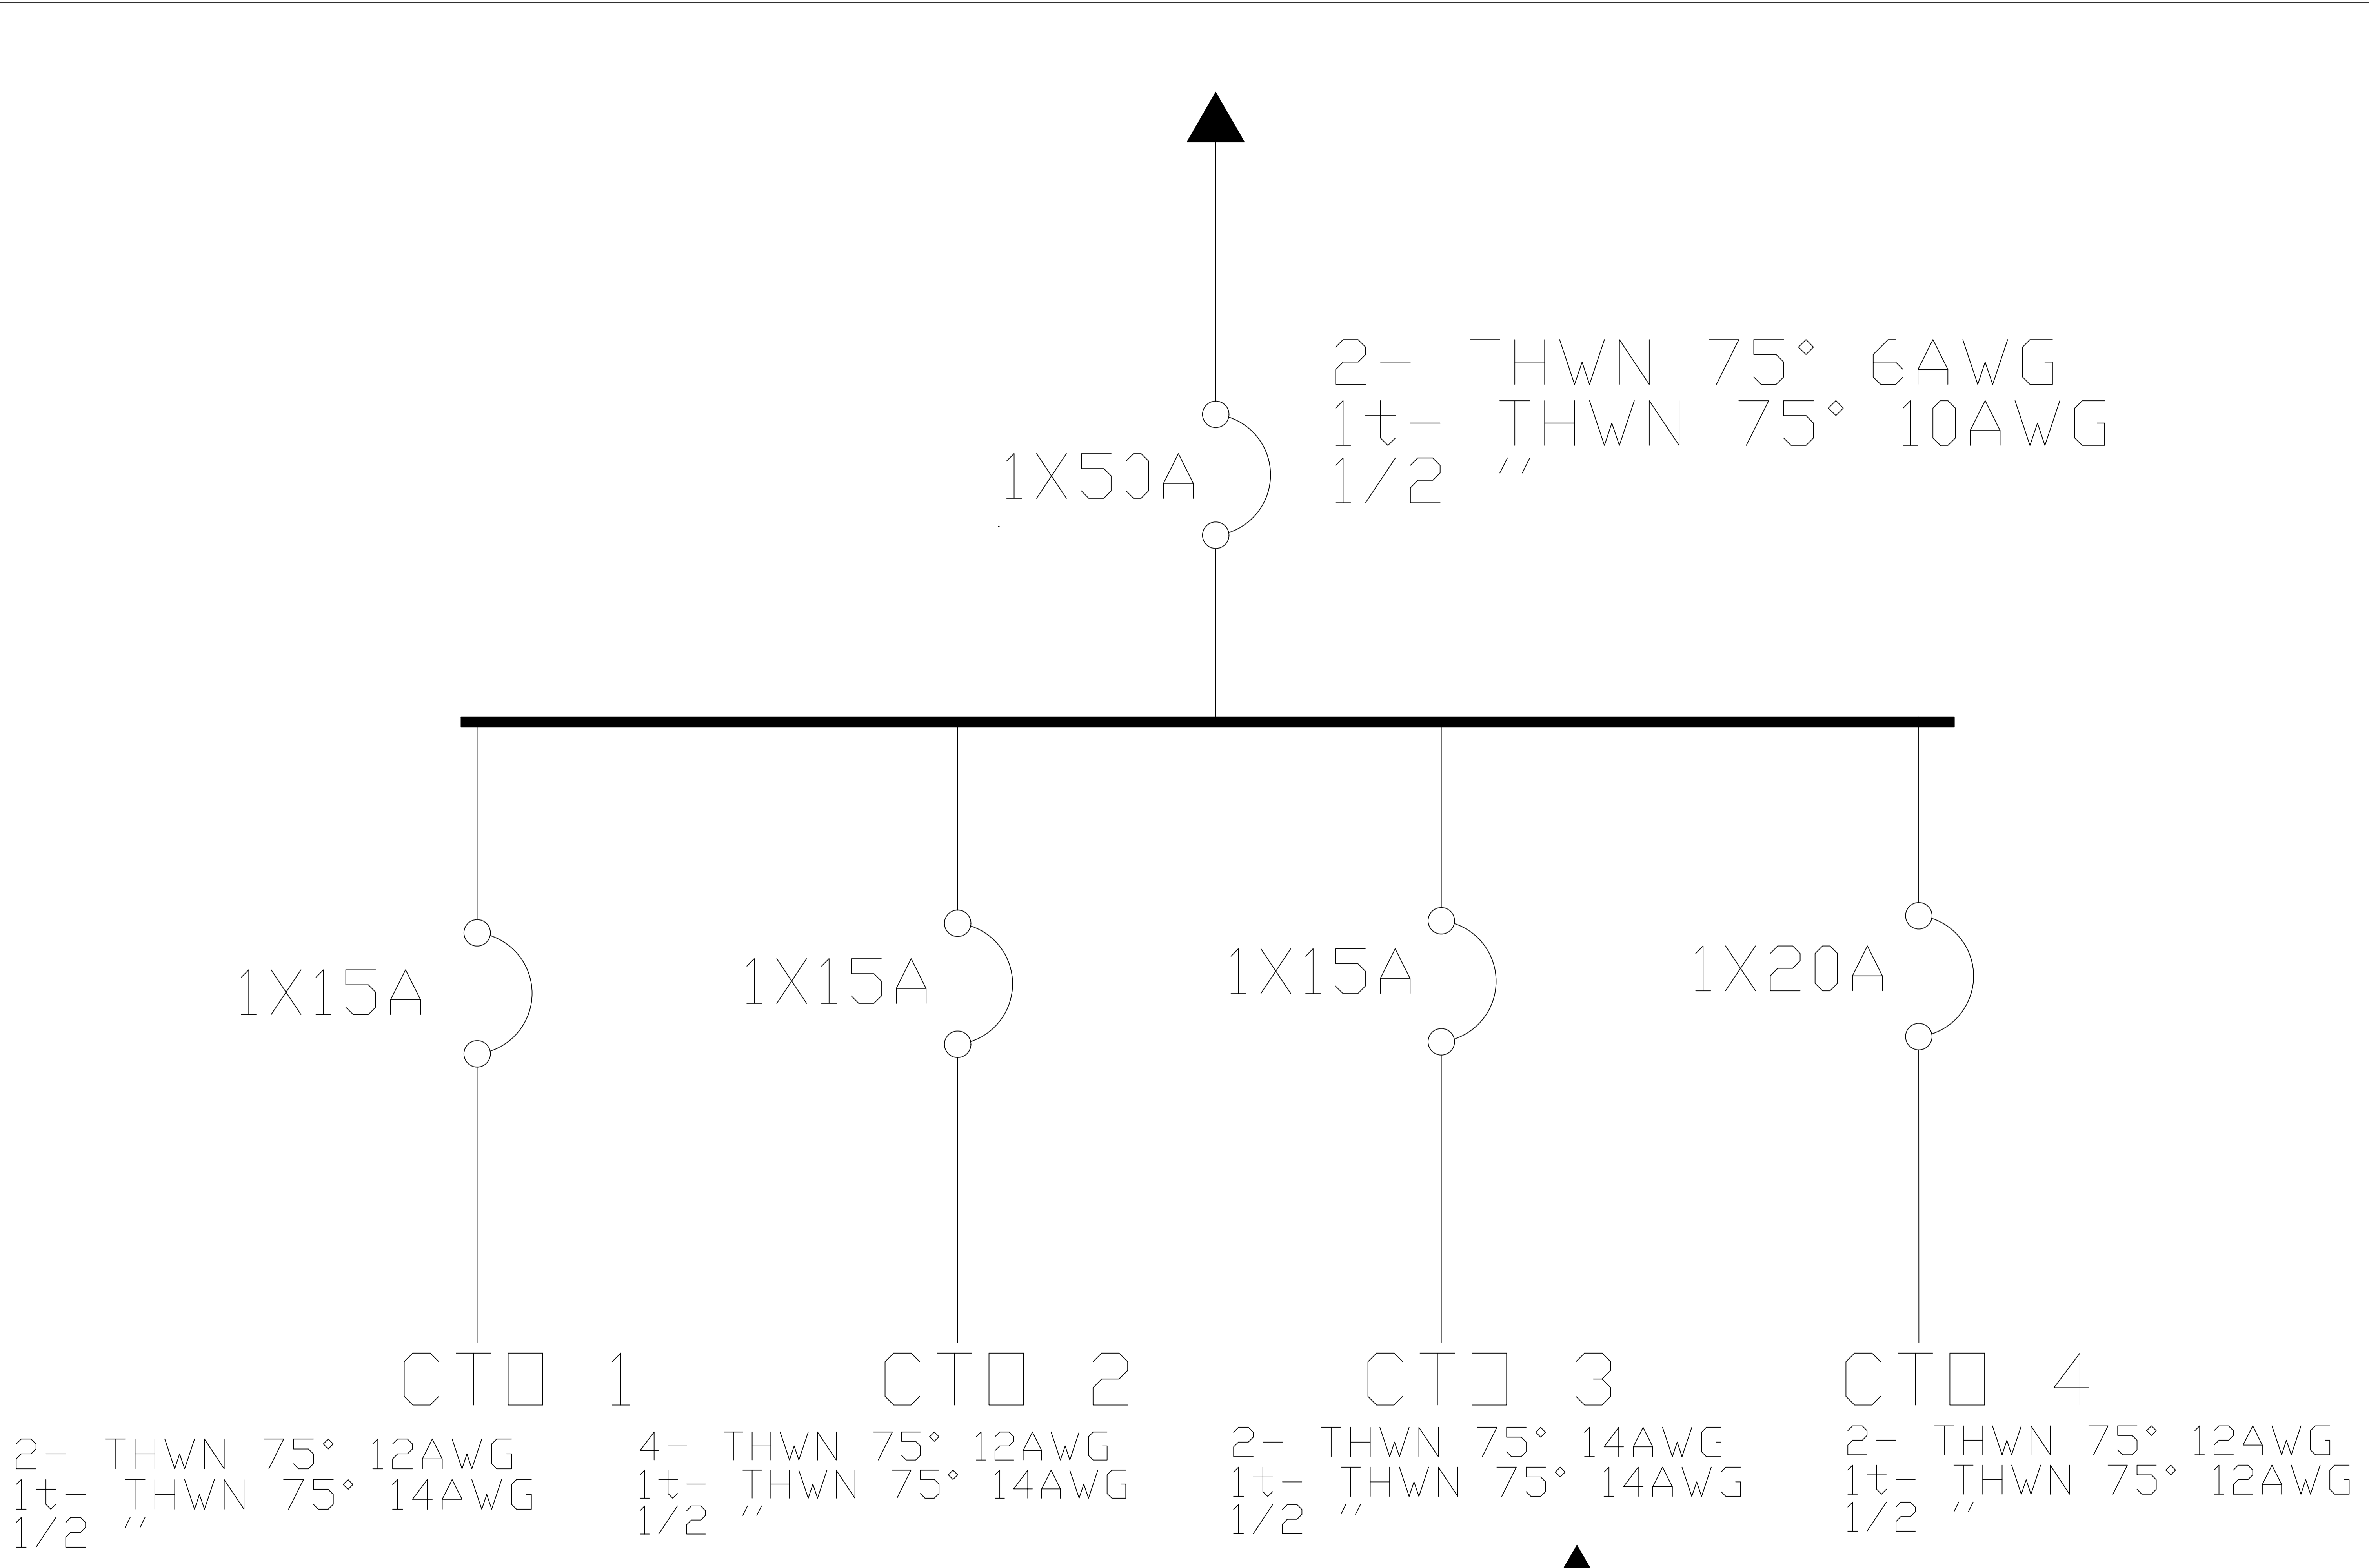 2- THWN 75° 6AWG
1t- THWN 75° 10AWG
1/2 "
1X50A
1X15A
1X15A
1X15A
1X20A
CTO 1
2- THWN 75° 12AWG
1t- THWN 75° 14AWG
1/2 "
CTO 2
4- THWN 75° 12AWG
1t- THWN 75° 14AWG
1/2 "
CTO 3
2- THWN 75° 14AWG
1t- THWN 75° 14AWG
1/2 "
CTO 4
2- THWN 75° 12AWG
1t- THWN 75° 12AWG
1/2 "